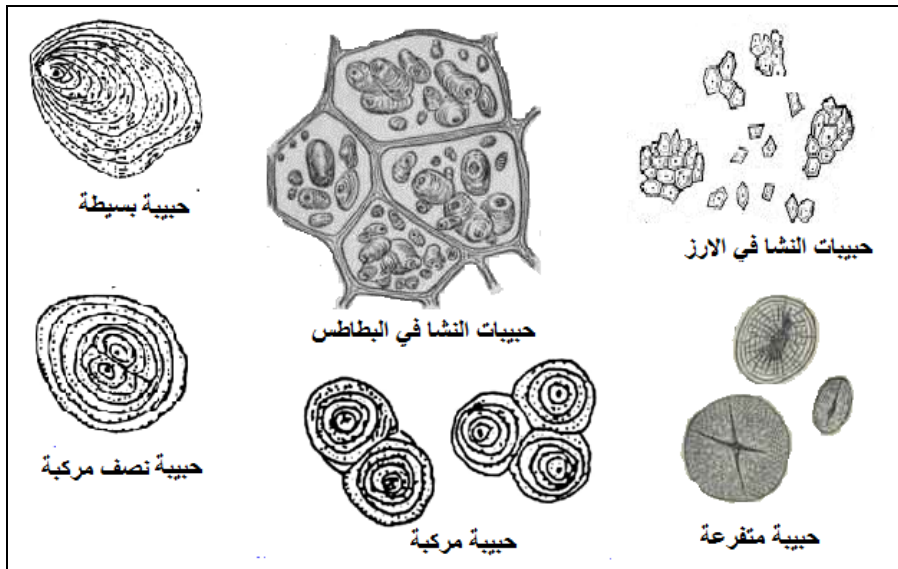 حبيبة بسيطة
حبيبات النشا في الارز
حبيبات النشا في البطاطس
حبيبة نصف مركبة
حبيبة مركبة
حبيبة متفرعة